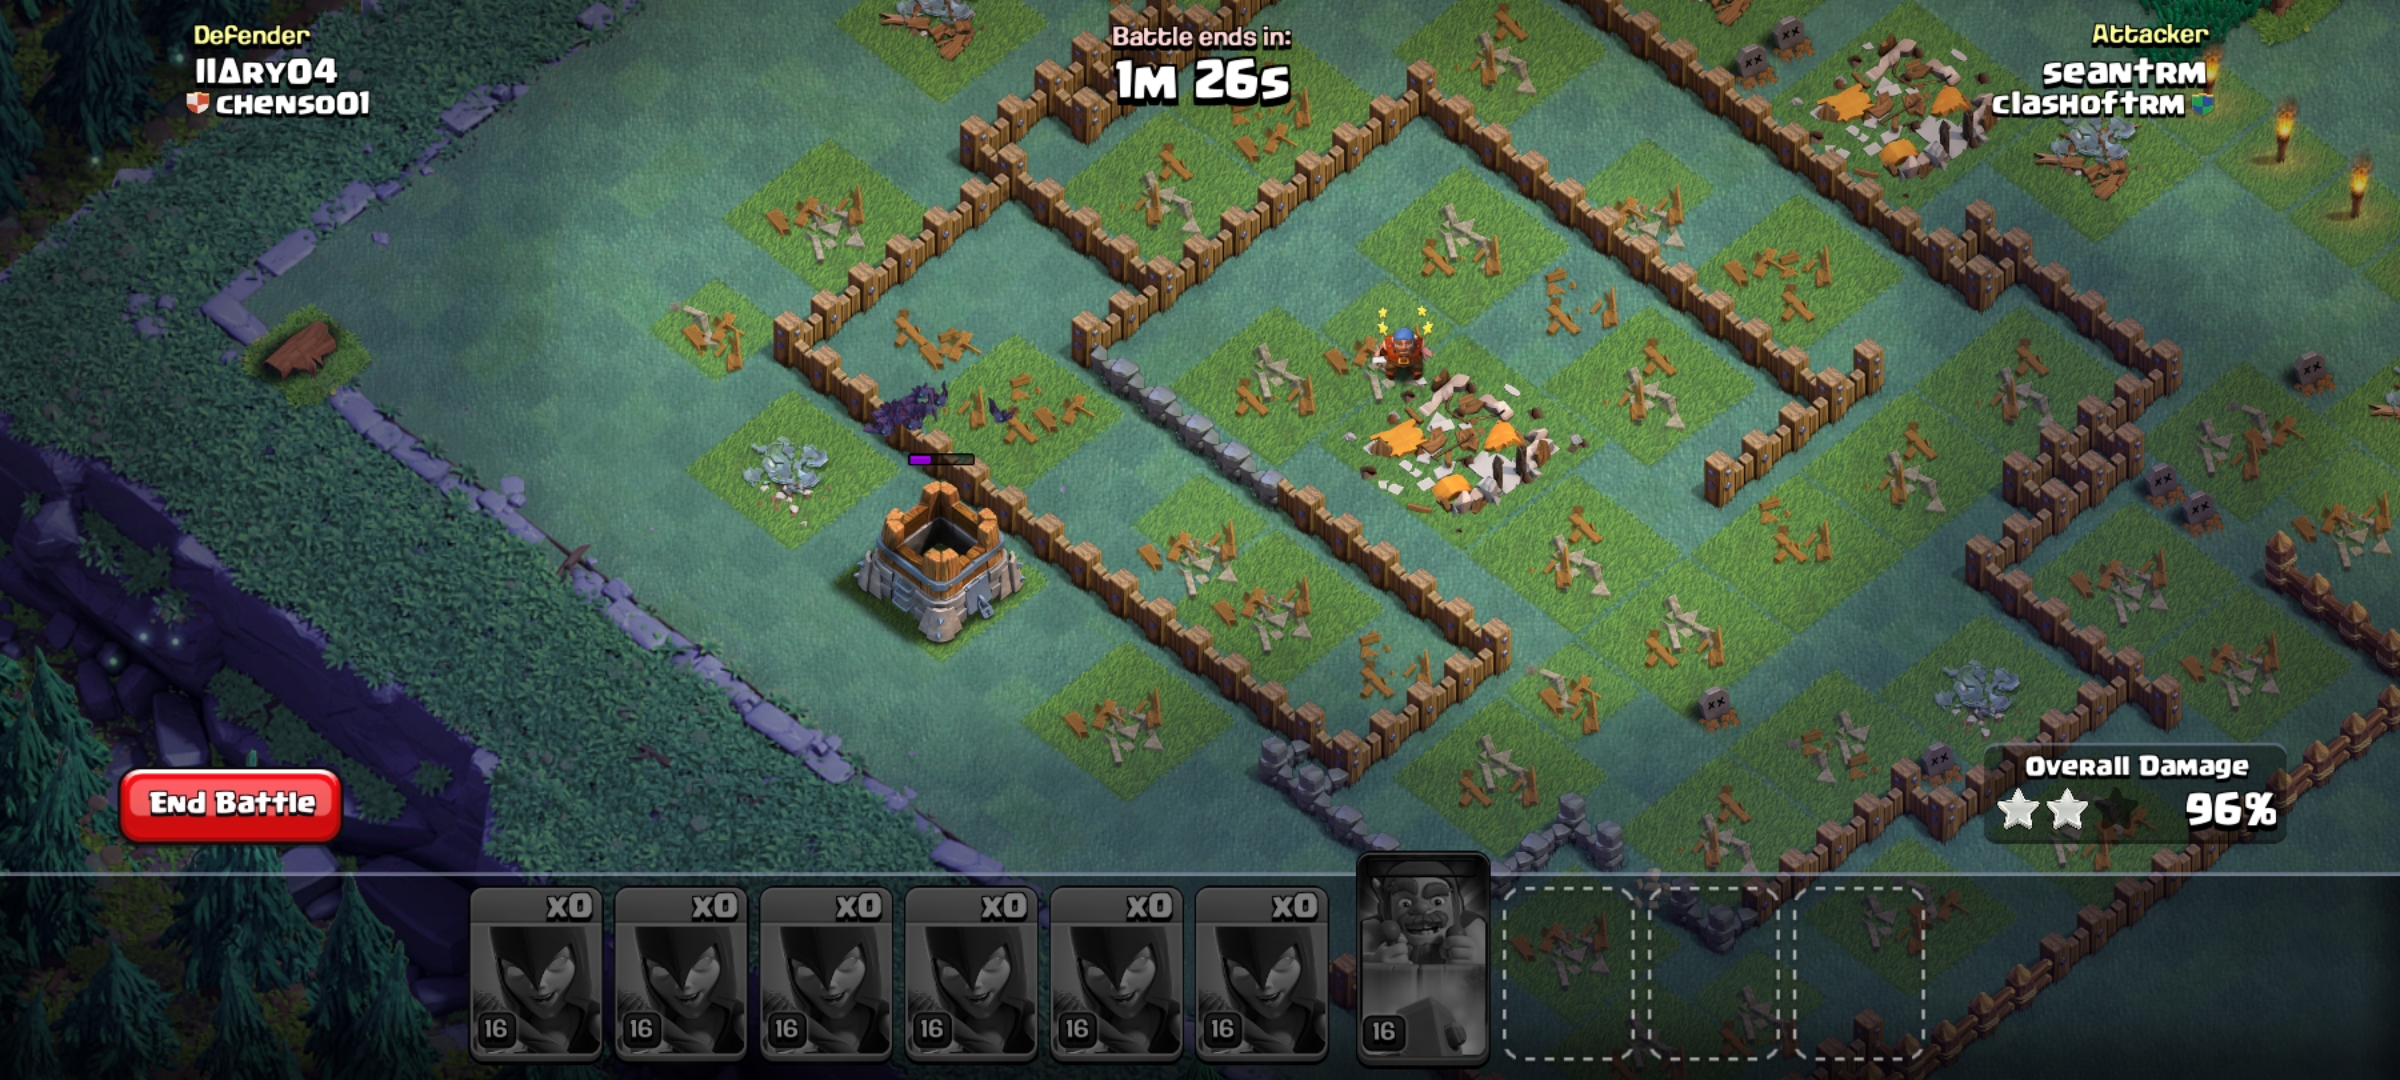 Defender
IIARY04
CHENSO01
Battle ends in:
1M 26S
Attacker
SEANTRM
CLASHOFTRM
End Battle
Overall Damage
96%
x0 x0 x0 x0 x0 x0
16 16 16 16 16 16 16